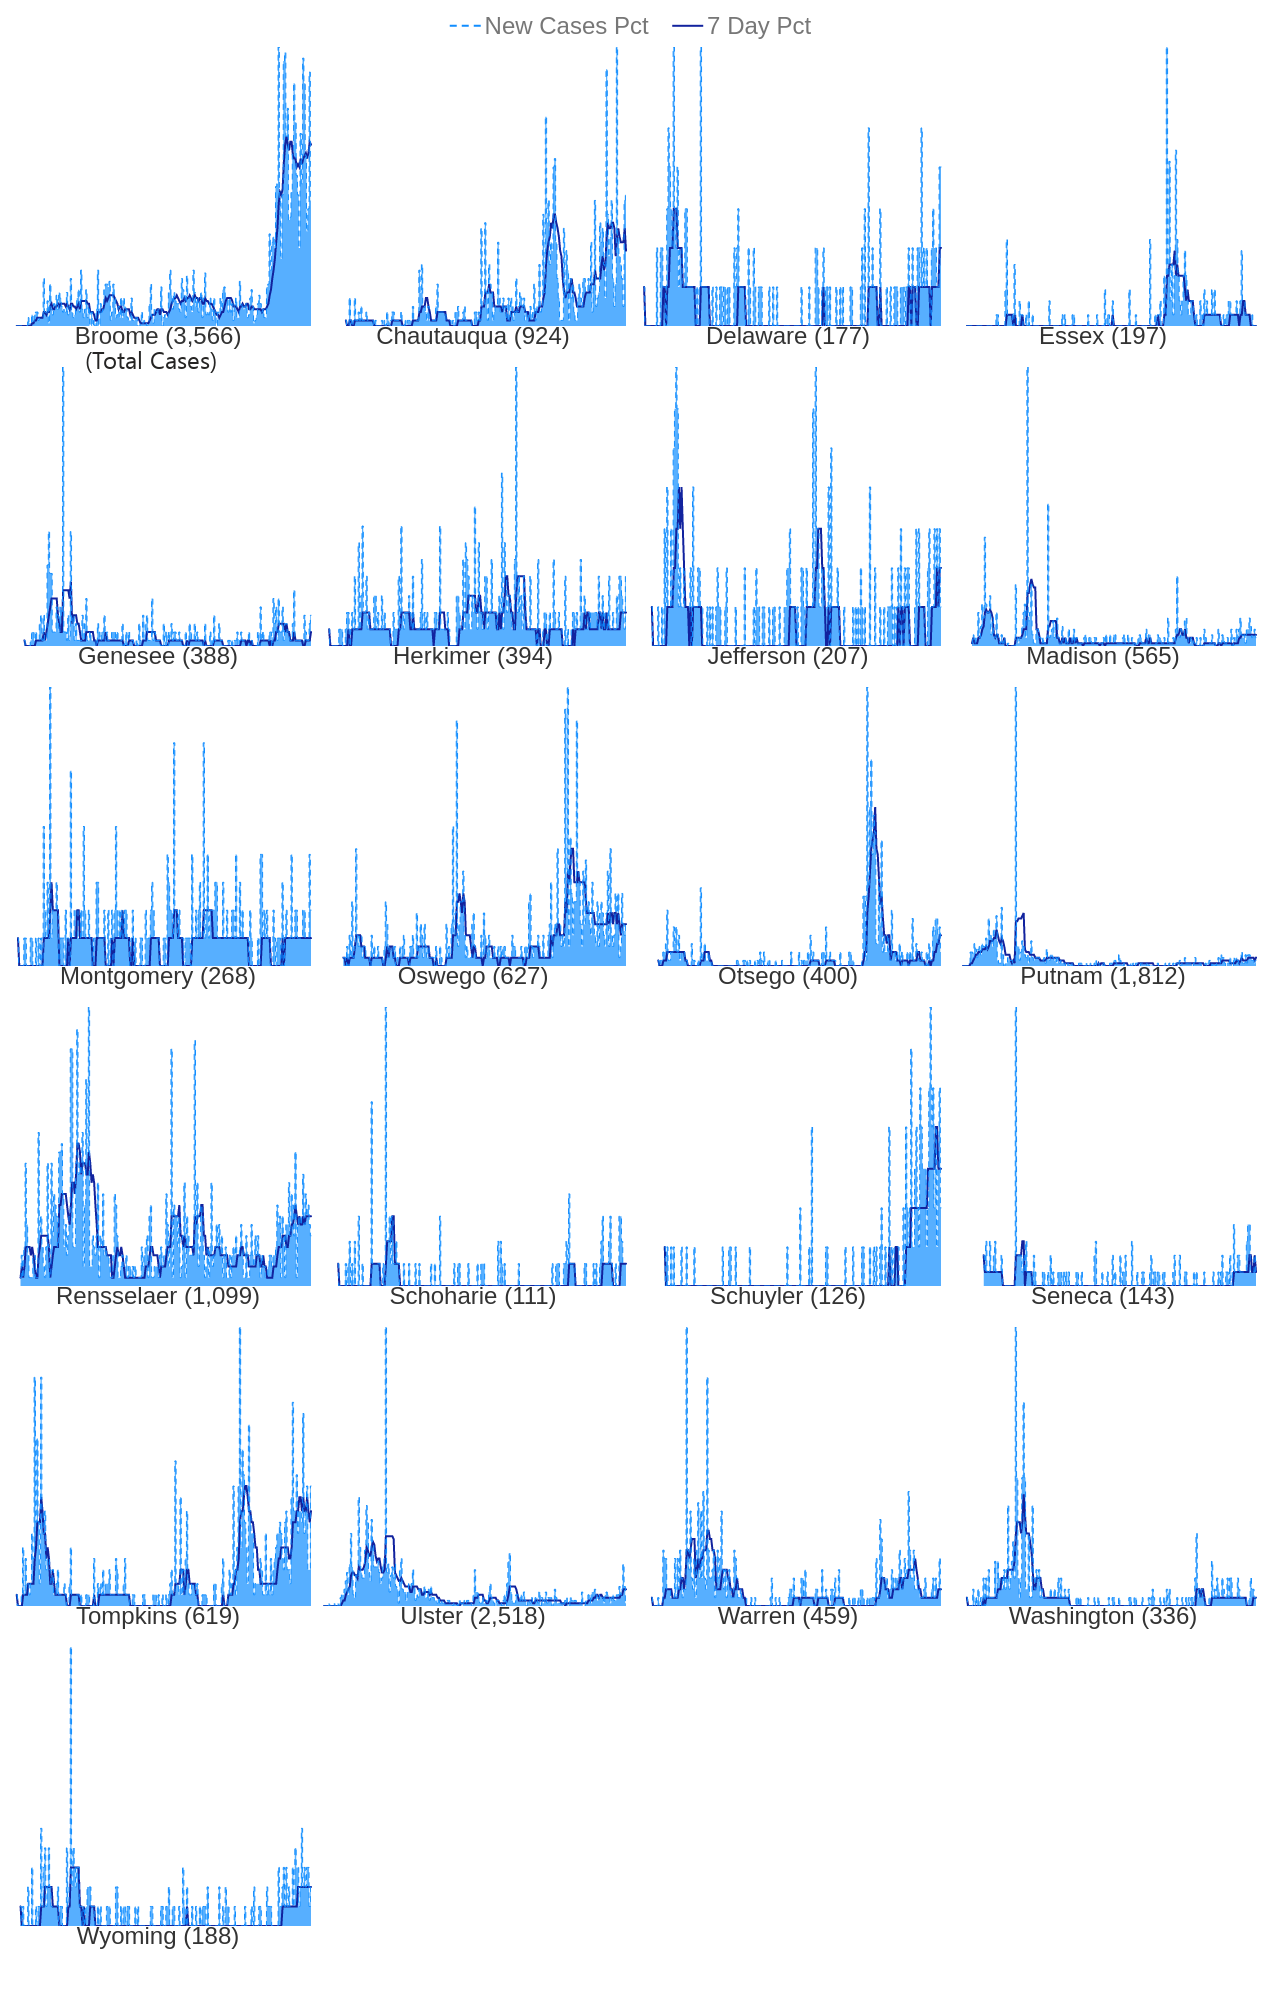 New Cases Pct 7 Day Pct
Broome (3,566) Chautauqua (924) Delaware (177) Essex (197)
(Total Cases)
Genesee (388) Herkimer (394) Jefferson (207) Madison (565)
Montgomery (268) Oswego (627) Otsego (400) Putnam (1,812)
Rensselaer (1,099) Schoharie (111) Schuyler (126) Seneca (143)
Tompkins (619) Ulster (2,518) Warren (459) Washington (336)
Wyoming (188)